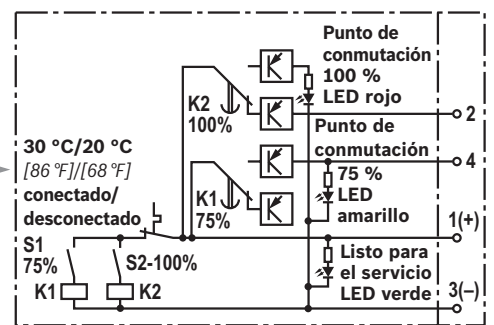 Punto de
conmutación
100 %
LED rojo
K2
100%
2
Punto de
conmutación
75 %
LED
amarillo
4
30 °C/20 °C
[86 °F]/[68 °F]
conectado/
desconectado
K1
75%
1(+)
S1
75%
S2-100%
Listo para
el servicio
LED verde
K1
K2
3(–)